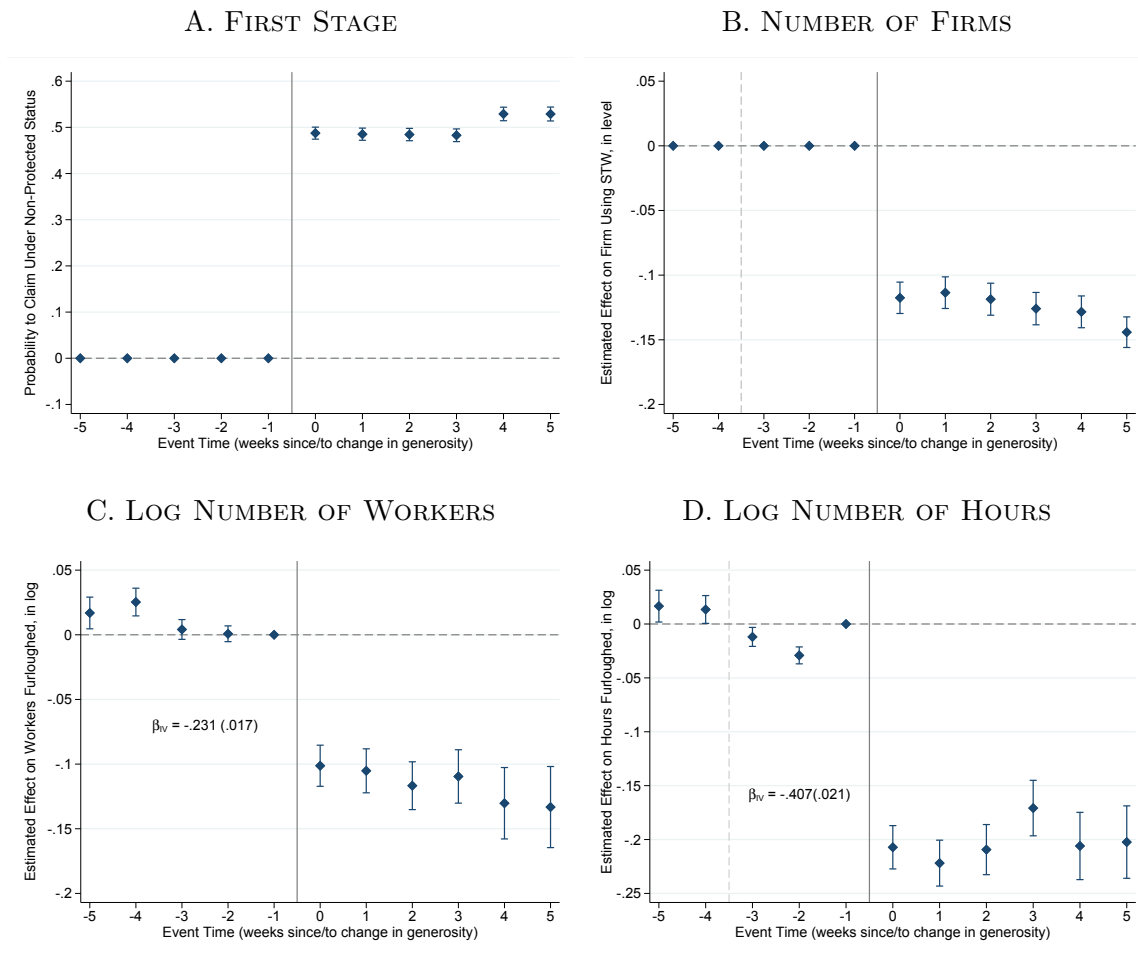 A. First Stage
Probability to Claim Under Non-Protected Status
.6
.5
.4
.3
.2
.1
0
-.1
-5 -4 -3 -2 -1 0 1 2 3 4 5
Event Time (weeks since/to change in generosity)
B. Number of Firms
Estimated Effect on Firm Using STW, in level
.05
0
-.05
-.1
-.15
-.2
-5 -4 -3 -2 -1 0 1 2 3 4 5
Event Time (weeks since/to change in generosity)
C. Log Number of Workers
Estimated Effect on Workers Furloughed, in log
.05
0
-.05
-.1
-.15
-.2
βIV = -.231 (.017)
-5 -4 -3 -2 -1 0 1 2 3 4 5
Event Time (weeks since/to change in generosity)
D. Log Number of Hours
Estimated Effect on Hours Furloughed, in log
.05
0
-.05
-.1
-.15
-.2
-.25
βIV = -.407(.021)
-5 -4 -3 -2 -1 0 1 2 3 4 5
Event Time (weeks since/to change in generosity)